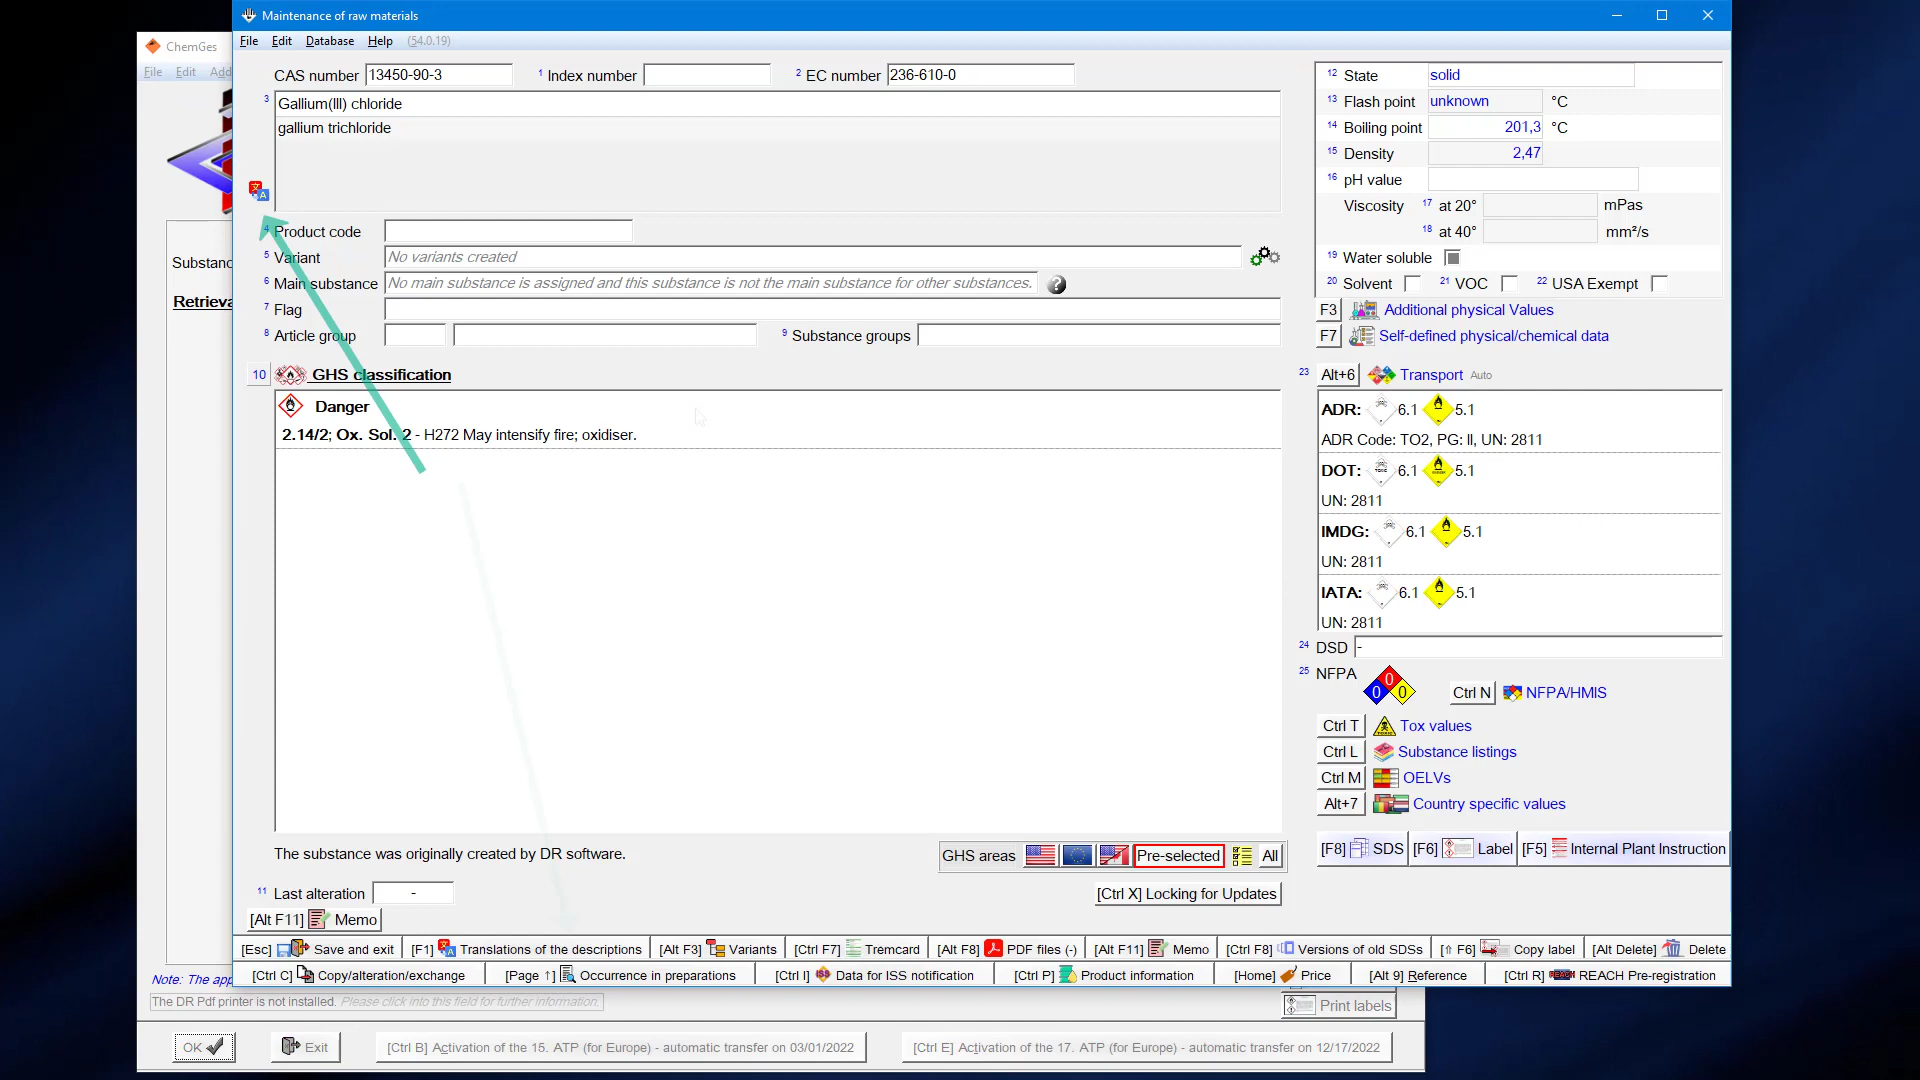 Maintenance of raw materials
ChemGes
File Edit Database Help (54.0.19)
File Edit Add
CAS number 13450-90-3 1 Index number 2 EC number 236-610-0
3 Gallium(III) chloride
gallium trichloride
4 Product code
5 Variant No variants created
6 Main substance No main substance is assigned and this substance is not the main substance for other substances.
7 Flag
8 Article group 9 Substance groups
10 GHS classification
Danger
2.14/2; Ox. Sol. 2 - H272 May intensify fire; oxidiser.
The substance was originally created by DR software.
GHS areas Pre-selected All
11 Last alteration -
[Ctrl X] Locking for Updates
[Alt F11] Memo
12 State solid
13 Flash point unknown °C
14 Boiling point 201,3 °C
15 Density 2,47
16 pH value
Viscosity 17 at 20° mPas
18 at 40° mm²/s
19 Water soluble
20 Solvent 21 VOC 22 USA Exempt
F3 Additional physical Values
F7 Self-defined physical/chemical data
23 Alt+6 Transport Auto
ADR: 6.1 5.1
ADR Code: TO2, PG: II, UN: 2811
DOT: 6.1 5.1
UN: 2811
IMDG: 6.1 5.1
UN: 2811
IATA: 6.1 5.1
UN: 2811
24 DSD -
25 NFPA 0 0 0 Ctrl N NFPA/HMIS
Ctrl T Tox values
Ctrl L Substance listings
Ctrl M OELVs
Alt+7 Country specific values
[F8] SDS [F6] Label [F5] Internal Plant Instruction
[Esc] Save and exit [F1] Translations of the descriptions [Alt F3] Variants [Ctrl F7] Tremcard [Alt F8] PDF files (-) [Alt F11] Memo [Ctrl F8] Versions of old SDSs [⇑ F6] Copy label [Alt Delete] Delete
[Ctrl C] Copy/alteration/exchange [Page ↑] Occurrence in preparations [Ctrl I] Data for ISS notification [Ctrl P] Product information [Home] Price [Alt 9] Reference [Ctrl R] REACH Pre-registration
Substanc
Retrieva
Note: The app
The DR Pdf printer is not installed. Please click into this field for further information.
Print labels
OK Exit [Ctrl B] Activation of the 15. ATP (for Europe) - automatic transfer on 03/01/2022 [Ctrl E] Activation of the 17. ATP (for Europe) - automatic transfer on 12/17/2022